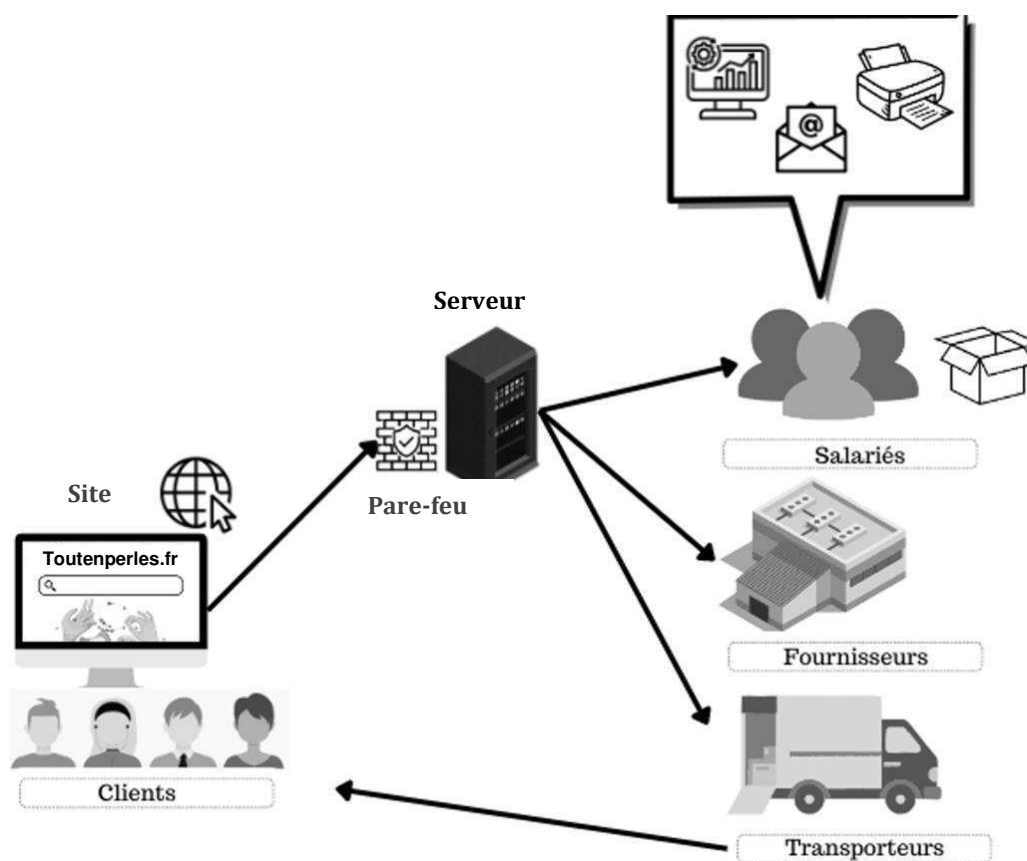 Serveur
Salariés
Site
Pare-feu
Toutenperles.fr
Fournisseurs
Clients
Transporteurs
@